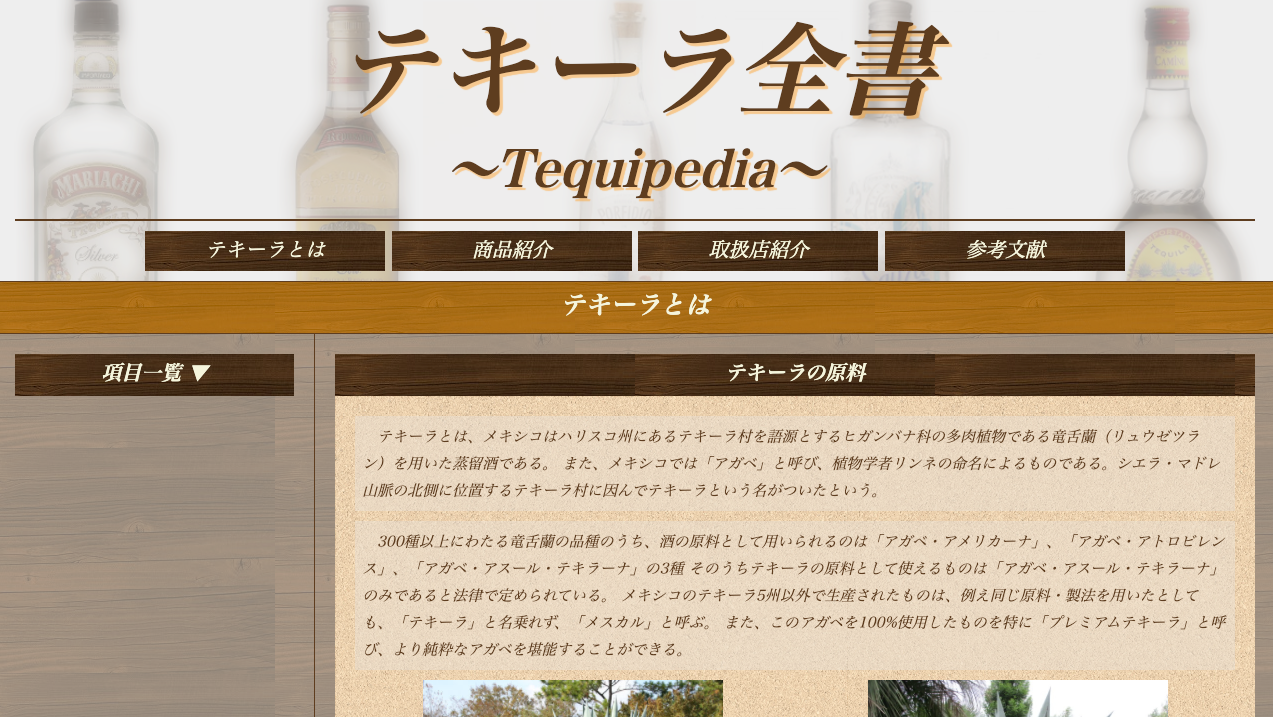 テキーラ全書
～Tequipedia～
MARIACHI
Silver
TEQUILA
テキーラとは
商品紹介
取扱店紹介
参考文献
テキーラとは
項目一覧 ▼
テキーラの原料
テキーラとは、メキシコはハリスコ州にあるテキーラ村を語源とするヒガンバナ科の多肉植物である竜舌蘭（リュウゼツラ
ン）を用いた蒸留酒である。 また、メキシコでは「アガベ」と呼び、植物学者リンネの命名によるものである。シエラ・マドレ
山脈の北側に位置するテキーラ村に因んでテキーラという名がついたという。
300種以上にわたる竜舌蘭の品種のうち、酒の原料として用いられるのは「アガベ・アメリカーナ」、「アガベ・アトロビレン
ス」、「アガベ・アスール・テキラーナ」の3種 そのうちテキーラの原料として使えるものは「アガベ・アスール・テキラーナ」
のみであると法律で定められている。 メキシコのテキーラ5州以外で生産されたものは、例え同じ原料・製法を用いたとして
も、「テキーラ」と名乗れず、「メスカル」と呼ぶ。 また、このアガベを100%使用したものを特に「プレミアムテキーラ」と呼
び、より純粋なアガベを堪能することができる。